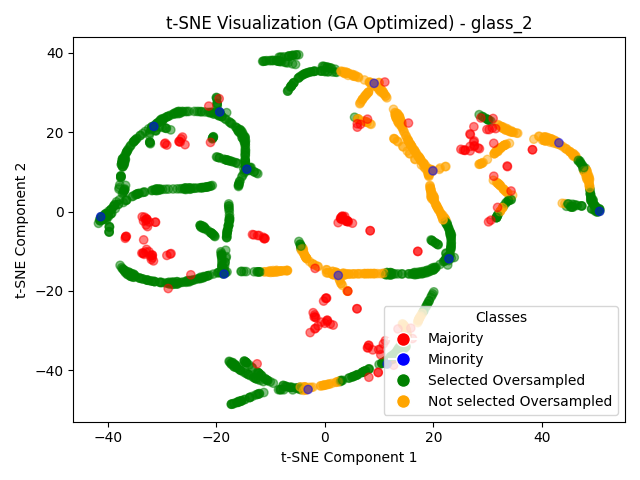 t-SNE Visualization (GA Optimized) - glass_2
t-SNE Component 2
40
20
0
−20
−40
−40
−20
0
20
40
t-SNE Component 1
Classes
Majority
Minority
Selected Oversampled
Not selected Oversampled